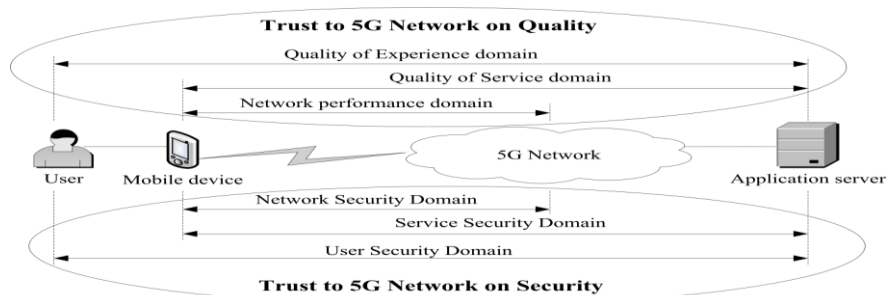 Trust to 5G Network on Quality
Quality of Experience domain
Quality of Service domain
Network performance domain
5G Network
User
Mobile device
Application server
Network Security Domain
Service Security Domain
User Security Domain
Trust to 5G Network on Security